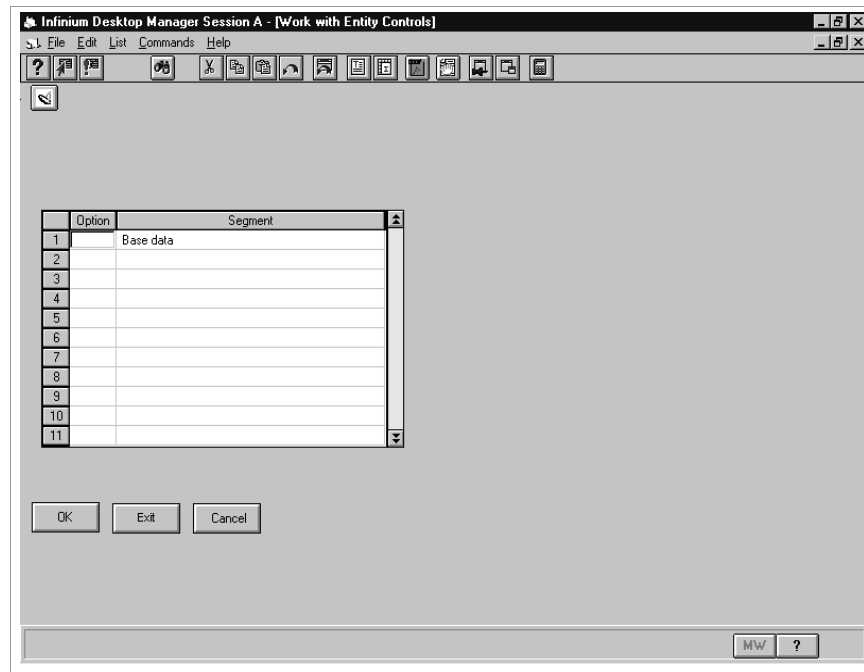 Infinium Desktop Manager Session A - [Work with Entity Controls]
File Edit List Commands Help
Option Segment
1 Base data
2
3
4
5
6
7
8
9
10
11
OK Exit Cancel
MW ?